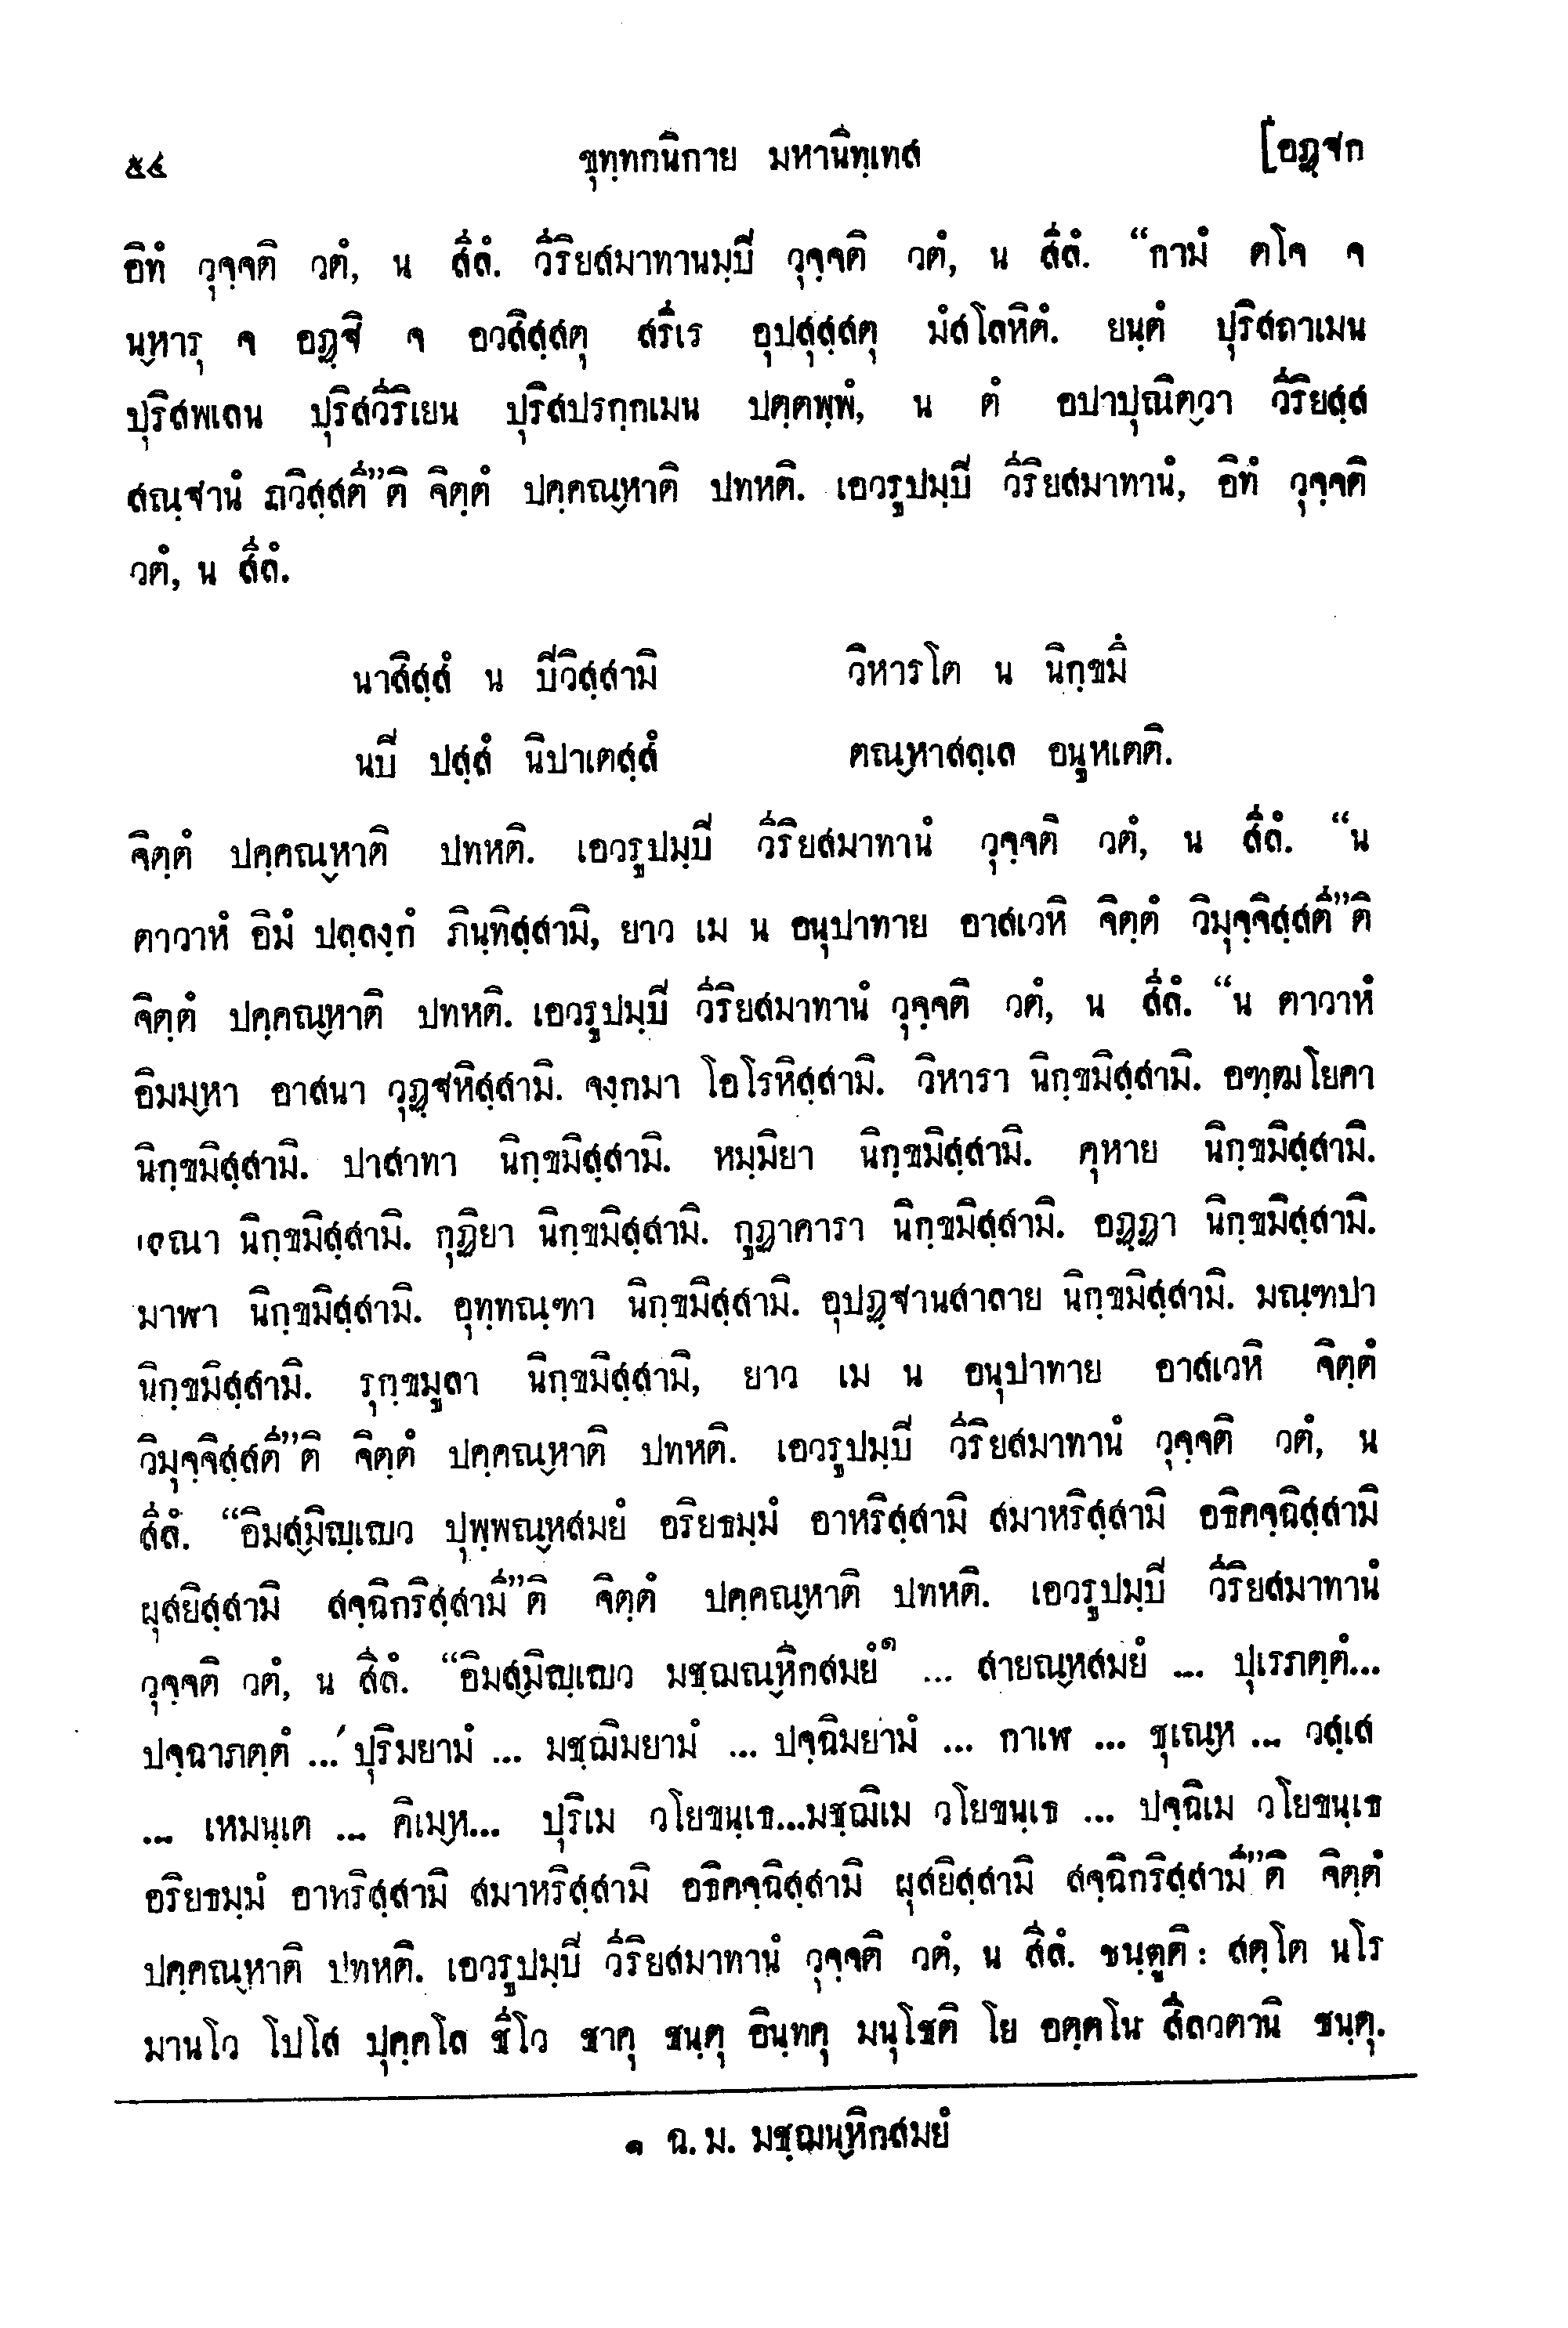 ๕๔ ขุทฺทกนิกาย มหานิทฺเทส [อฏฺฐก
อิทํ วุจฺจติ วตํ, น สีลํ. วีริยสมาทานมฺปิ วุจฺจติ วตํ, น สีลํ. “กามํ ตโจ จ
นฺหารุ จ อฏฺฐิ จ อวสิสฺสตุ สรีเร อุปสุสฺสตุ มํสโลหิตํ. ยนฺตํ ปุริสถาเมน
ปุริสพเลน ปุริสวีริเยน ปุริสปรกฺกเมน ปตฺตพฺพํ, น ตํ อปาปุณิตฺวา วีริยสฺส
สณฺฐานํ ภวิสฺสตี”ติ จิตฺตํ ปคฺคณฺหาติ ปทหติ. เอวรูปมฺปิ วีริยสมาทานํ, อิทํ วุจฺจติ
วตํ, น สีลํ.
นาสิสฺสํ น ปิวิสฺสามิ วิหารโต น นิกฺขมิํ
นปิ ปสฺสํ นิปาเตสฺสํ ตณฺหาสลฺเล อนูหเตติ.
จิตฺตํ ปคฺคณฺหาติ ปทหติ. เอวรูปมฺปิ วีริยสมาทานํ วุจฺจติ วตํ, น สีลํ. “น
ตาวาหํ อิมํ ปลฺลงฺกํ ภินฺทิสฺสามิ, ยาว เม น อนุปาทาย อาสเวหิ จิตฺตํ วิมุจฺจิสฺสตี”ติ
จิตฺตํ ปคฺคณฺหาติ ปทหติ. เอวรูปมฺปิ วีริยสมาทานํ วุจฺจติ วตํ, น สีลํ. “น ตาวาหํ
อิมมฺหา อาสนา วุฏฺฐหิสฺสามิ. จงฺกมา โอโรหิสฺสามิ. วิหารา นิกฺขมิสฺสามิ. อฑฺฒโยคา
นิกฺขมิสฺสามิ. ปาสาทา นิกฺขมิสฺสามิ. หมฺมิยา นิกฺขมิสฺสามิ. คุหาย นิกฺขมิสฺสามิ.
เลณา นิกฺขมิสฺสามิ. กุฏิยา นิกฺขมิสฺสามิ. กูฏาคารา นิกฺขมิสฺสามิ. อฏฺฏา นิกฺขมิสฺสามิ.
มาฬา นิกฺขมิสฺสามิ. อุทฺทณฺฑา นิกฺขมิสฺสามิ. อุปฏฺฐานสาลาย นิกฺขมิสฺสามิ. มณฺฑปา
นิกฺขมิสฺสามิ. รุกฺขมูลา นิกฺขมิสฺสามิ, ยาว เม น อนุปาทาย อาสเวหิ จิตฺตํ
วิมุจฺจิสฺสตี”ติ จิตฺตํ ปคฺคณฺหาติ ปทหติ. เอวรูปมฺปิ วีริยสมาทานํ วุจฺจติ วตํ, น
สีลํ. “อิมสฺมิญฺเญว ปุพฺพณฺหสมยํ อริยธมฺมํ อาหริสฺสามิ สมาหริสฺสามิ อธิคจฺฉิสฺสามิ
ผุสยิสฺสามิ สจฺฉิกริสฺสามี”ติ จิตฺตํ ปคฺคณฺหาติ ปทหติ. เอวรูปมฺปิ วีริยสมาทานํ
วุจฺจติ วตํ, น สีลํ. “อิมสฺมิญฺเญว มชฺฌณฺหิกสมยํ๑ ... สายณฺหสมยํ ... ปุเรภตฺตํ...
ปจฺฉาภตฺตํ ... ปุริมยามํ ... มชฺฌิมยามํ ... ปจฺฉิมยามํ ... กาเฬ ... ชุเณฺห ... วสฺเส
... เหมนฺเต ... คิเมฺห... ปุริเม วโยขนฺเธ...มชฺฌิเม วโยขนฺเธ ... ปจฺฉิเม วโยขนฺเธ
อริยธมฺมํ อาหริสฺสามิ สมาหริสฺสามิ อธิคจฺฉิสฺสามิ ผุสยิสฺสามิ สจฺฉิกริสฺสามี”ติ จิตฺตํ
ปคฺคณฺหาติ ปทหติ. เอวรูปมฺปิ วีริยสมาทานํ วุจฺจติ วตํ, น สีลํ. ชนฺตูติ: สตฺโต นโร
มานโว โปโส ปุคฺคโล ชีโว ชาตุ ชนฺตุ อินฺทคุ มนุโชติ โย อตฺตโน สีลวตานิ ชนฺตุ.
๑ ฉ. ม. มชฺฌนฺหิกสมยํ